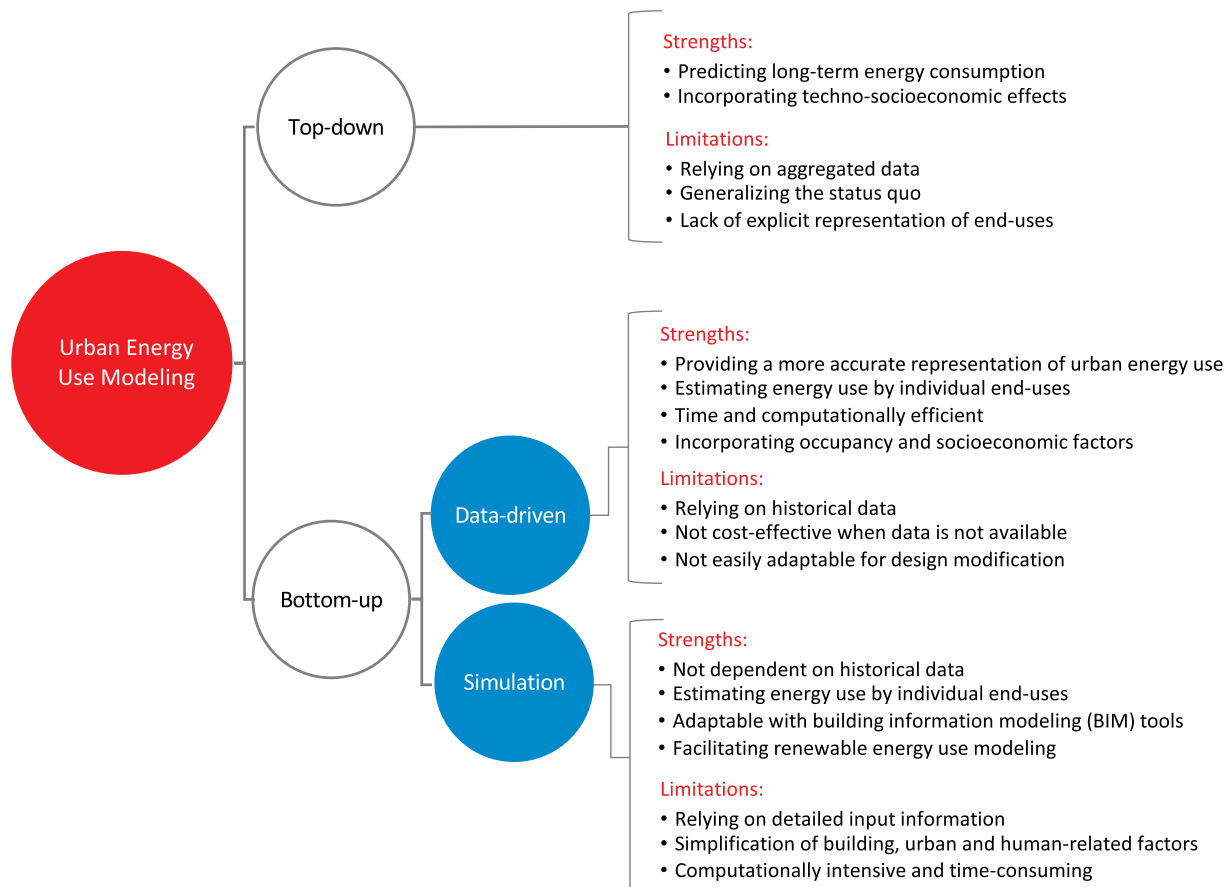 Urban Energy
Use Modeling
Top-down
Strengths:
• Predicting long-term energy consumption
• Incorporating techno-socioeconomic effects
Limitations:
• Relying on aggregated data
• Generalizing the status quo
• Lack of explicit representation of end-uses
Bottom-up
Data-driven
Strengths:
• Providing a more accurate representation of urban energy use
• Estimating energy use by individual end-uses
• Time and computationally efficient
• Incorporating occupancy and socioeconomic factors
Limitations:
• Relying on historical data
• Not cost-effective when data is not available
• Not easily adaptable for design modification
Simulation
Strengths:
• Not dependent on historical data
• Estimating energy use by individual end-uses
• Adaptable with building information modeling (BIM) tools
• Facilitating renewable energy use modeling
Limitations:
• Relying on detailed input information
• Simplification of building, urban and human-related factors
• Computationally intensive and time-consuming